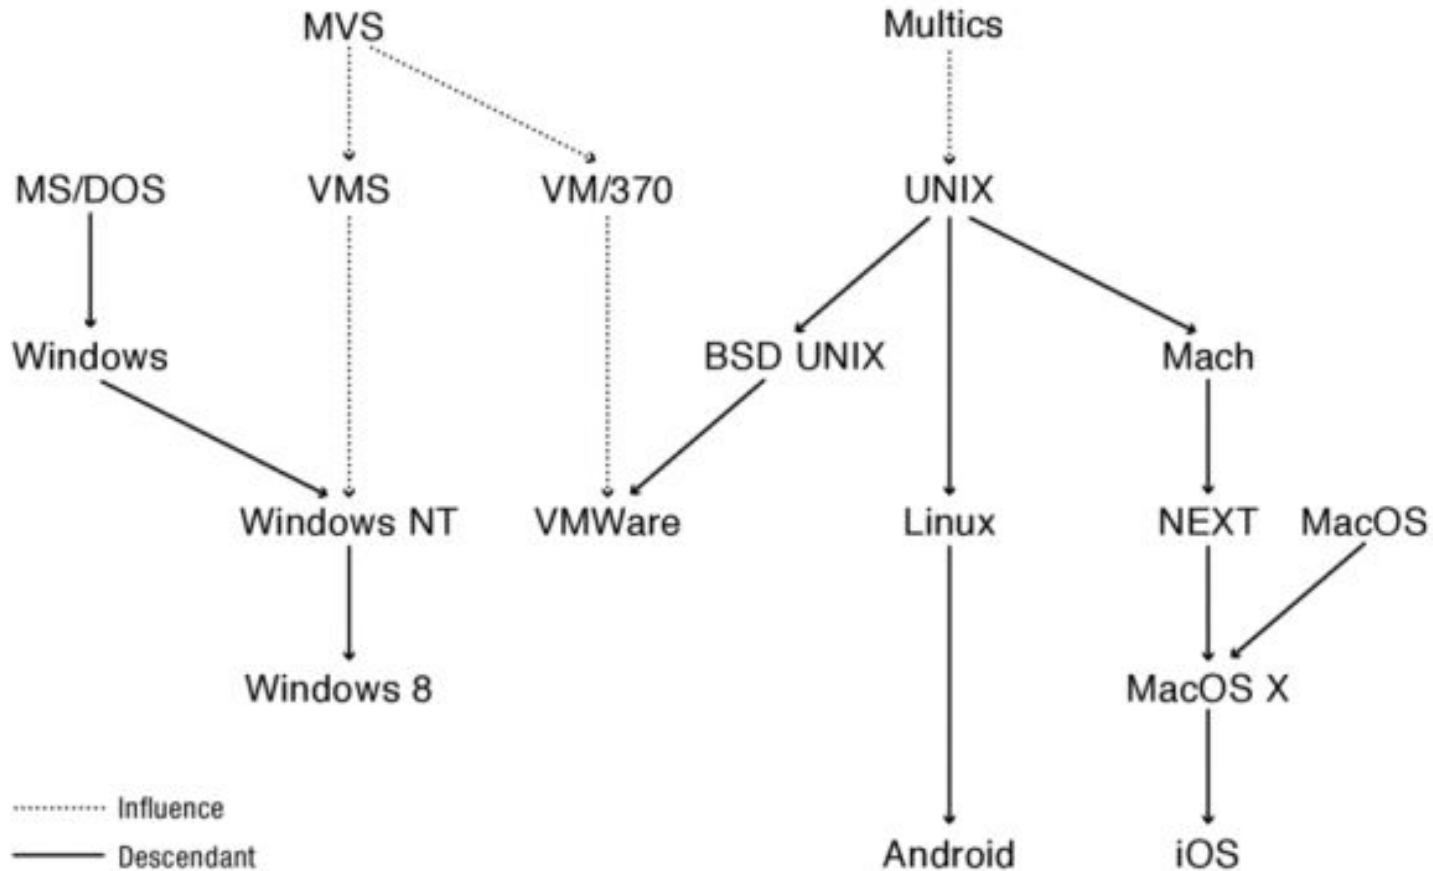 MVS
Multics
MS/DOS
VMS
VM/370
UNIX
Windows
BSD UNIX
Mach
Windows NT
VMWare
Linux
NEXT
MacOS
Windows 8
MacOS X
Influence
Descendant
Android
iOS